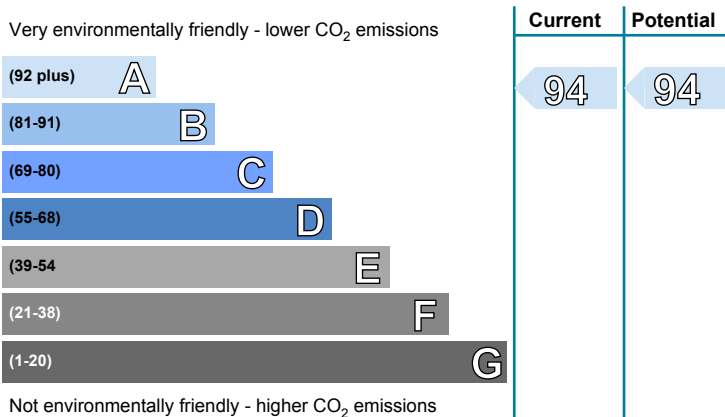 Current Potential
Very environmentally friendly - lower CO2 emissions
(92 plus) A 94 94
(81-91) B
(69-80) C
(55-68) D
(39-54 E
(21-38) F
(1-20) G
Not environmentally friendly - higher CO2 emissions